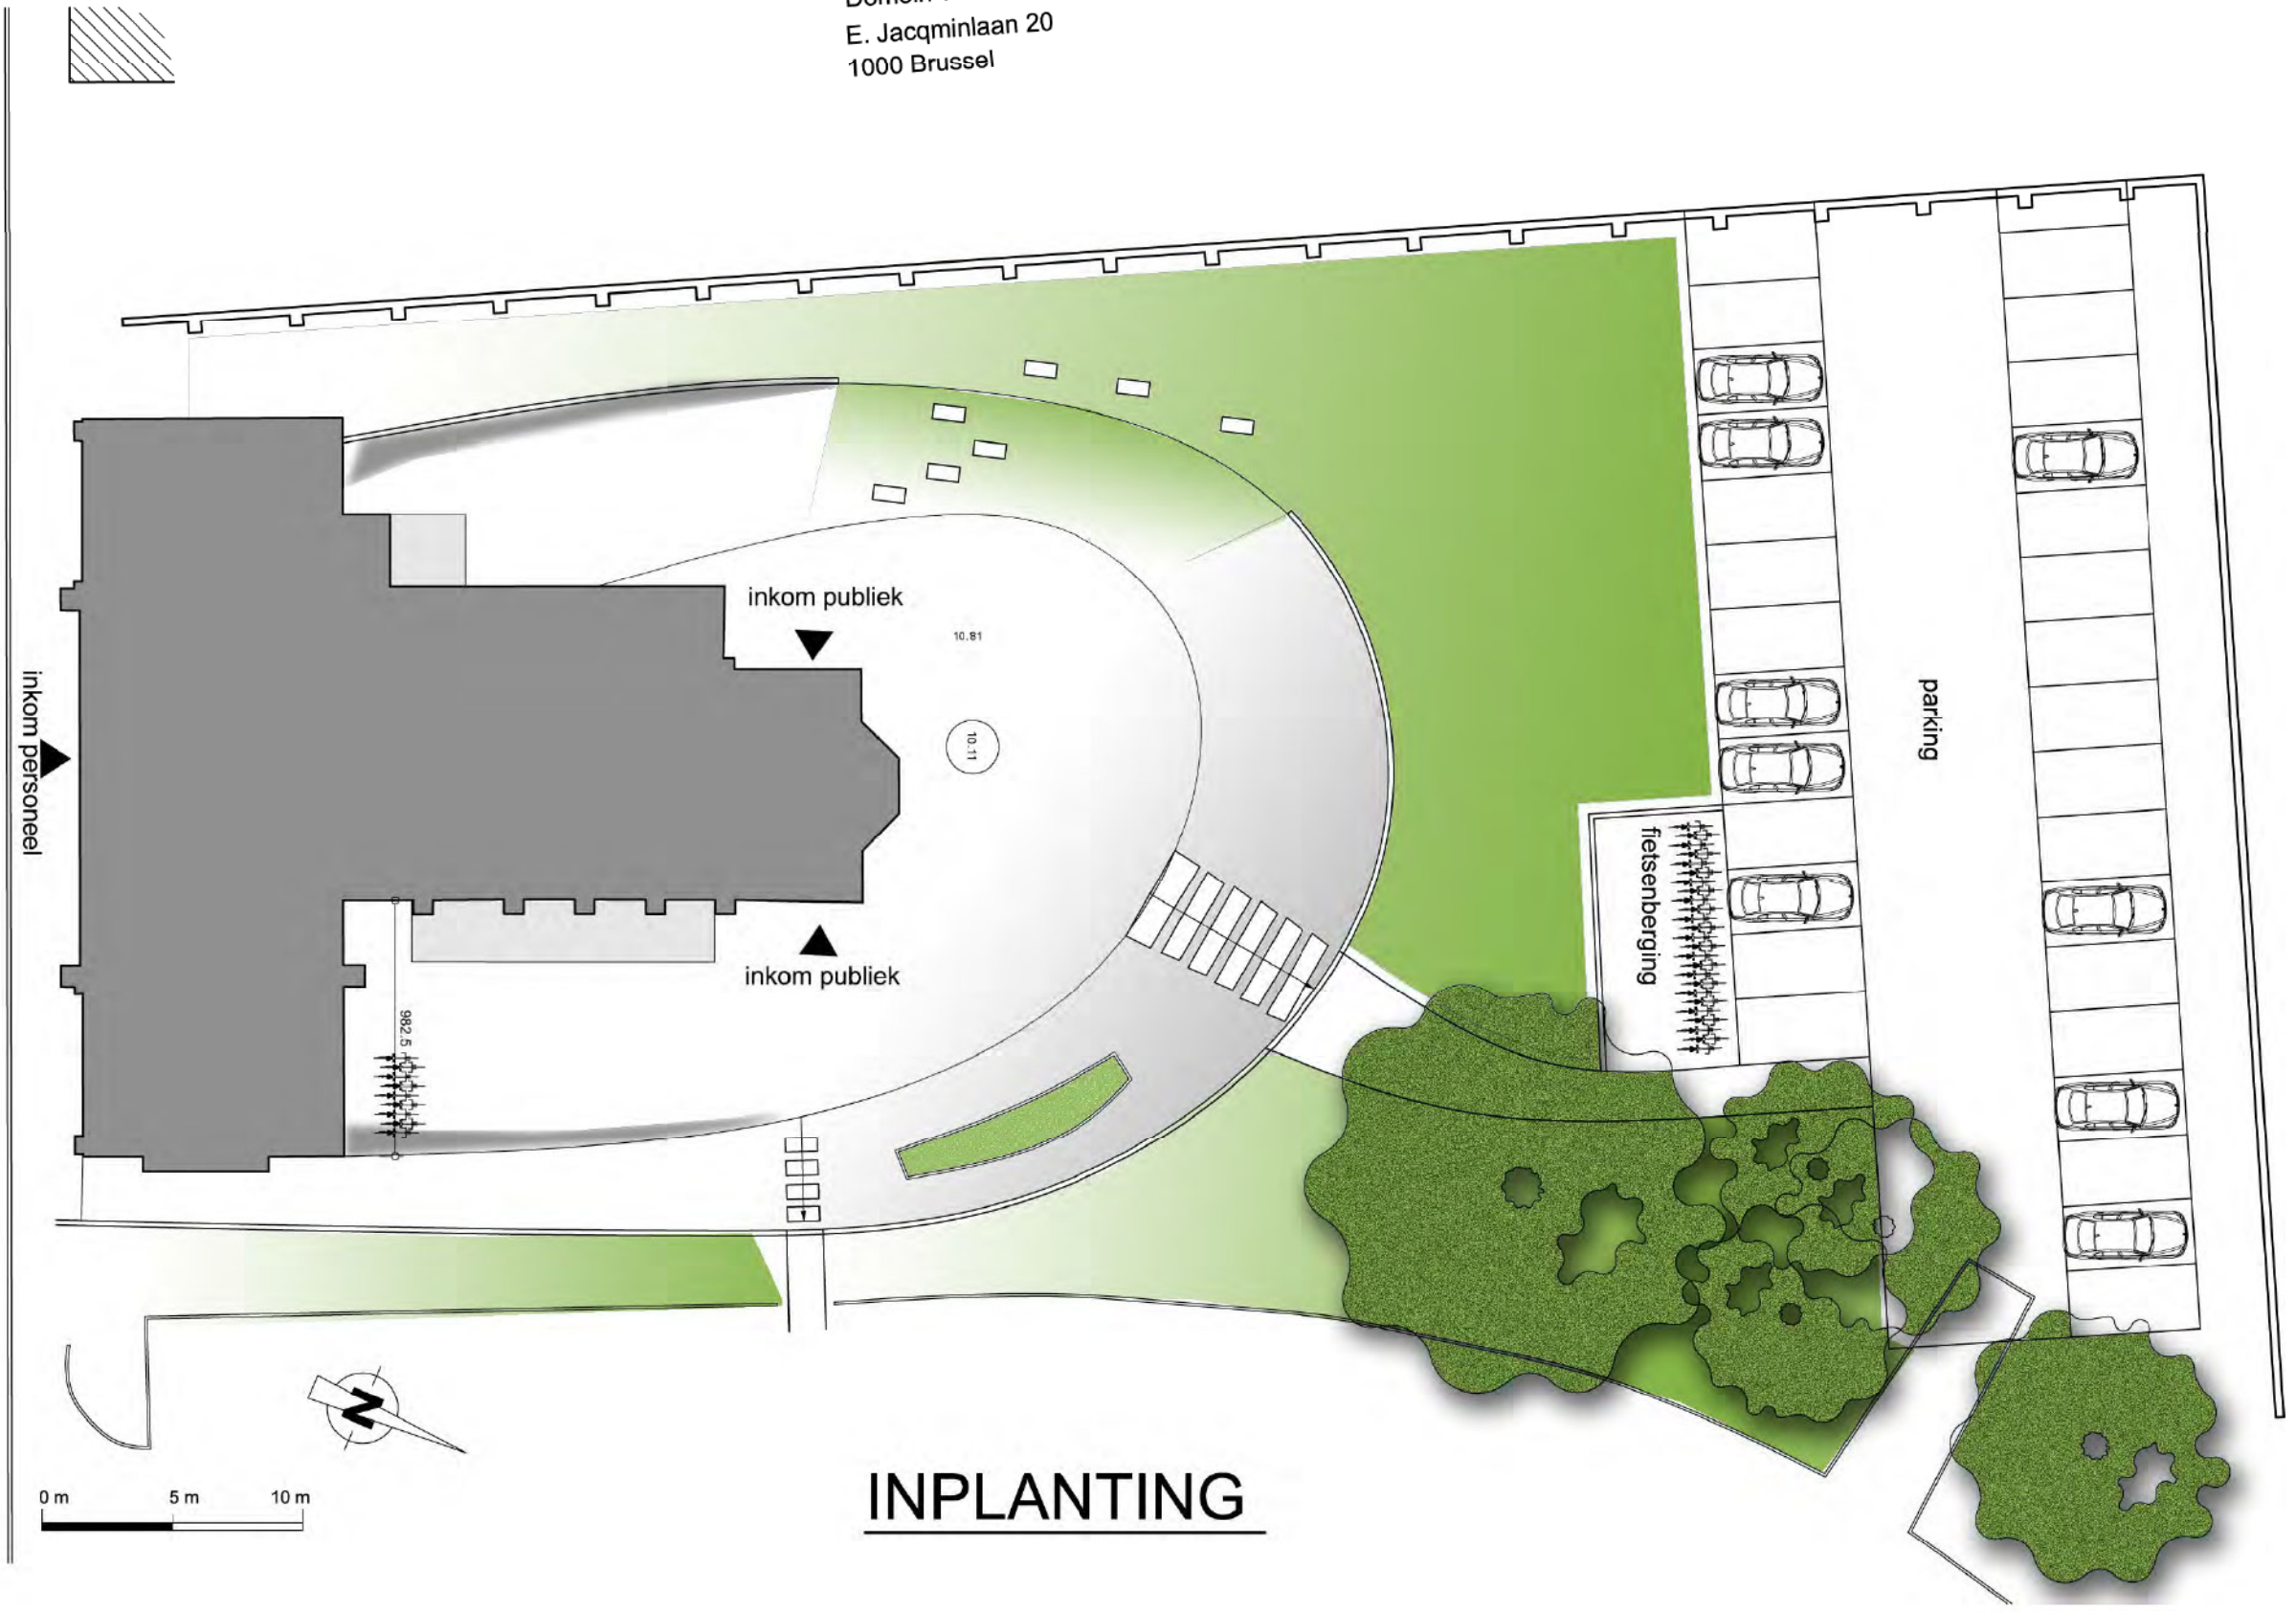 E. Jacqminlaan 20
1000 Brussel
inkom publiek
10.81
10.11
inkom personeel
inkom publiek
982.5
parking
fietsenberging
N
0 m 5 m 10 m
INPLANTING